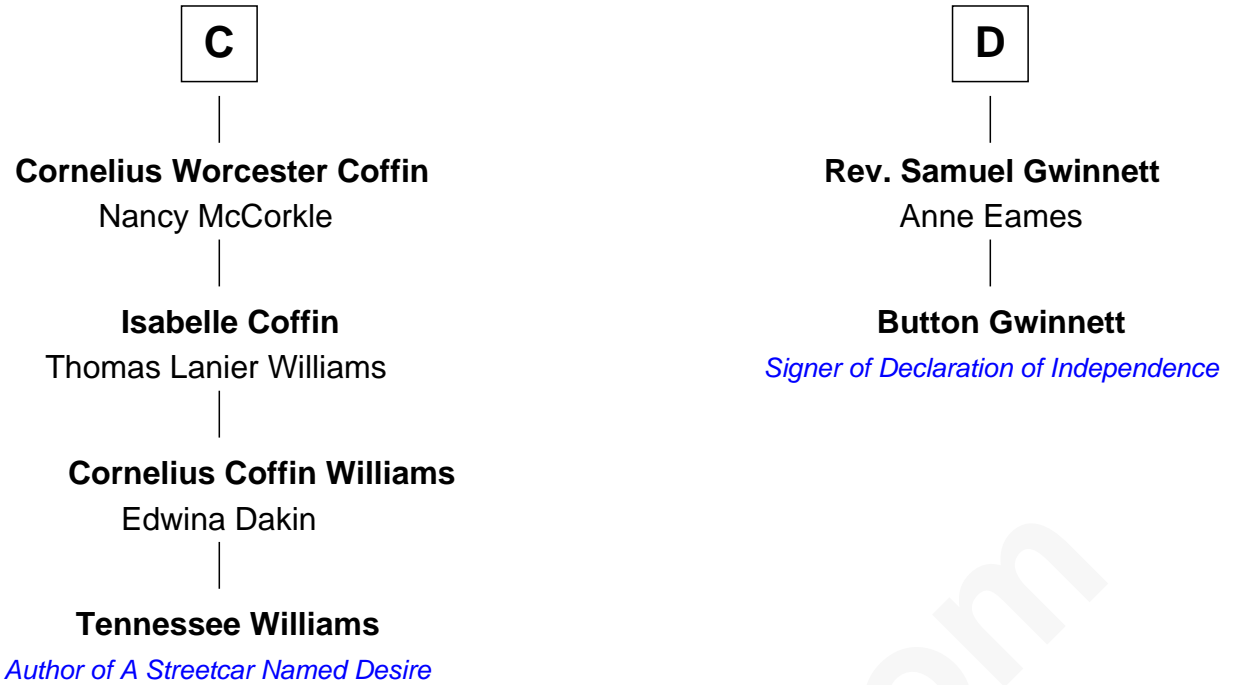 C
Cornelius Worcester Coffin
Nancy McCorkle
Isabelle Coffin
Thomas Lanier Williams
Cornelius Coffin Williams
Edwina Dakin
Tennessee Williams
Author of A Streetcar Named Desire
D
Rev. Samuel Gwinnett
Anne Eames
Button Gwinnett
Signer of Declaration of Independence
om